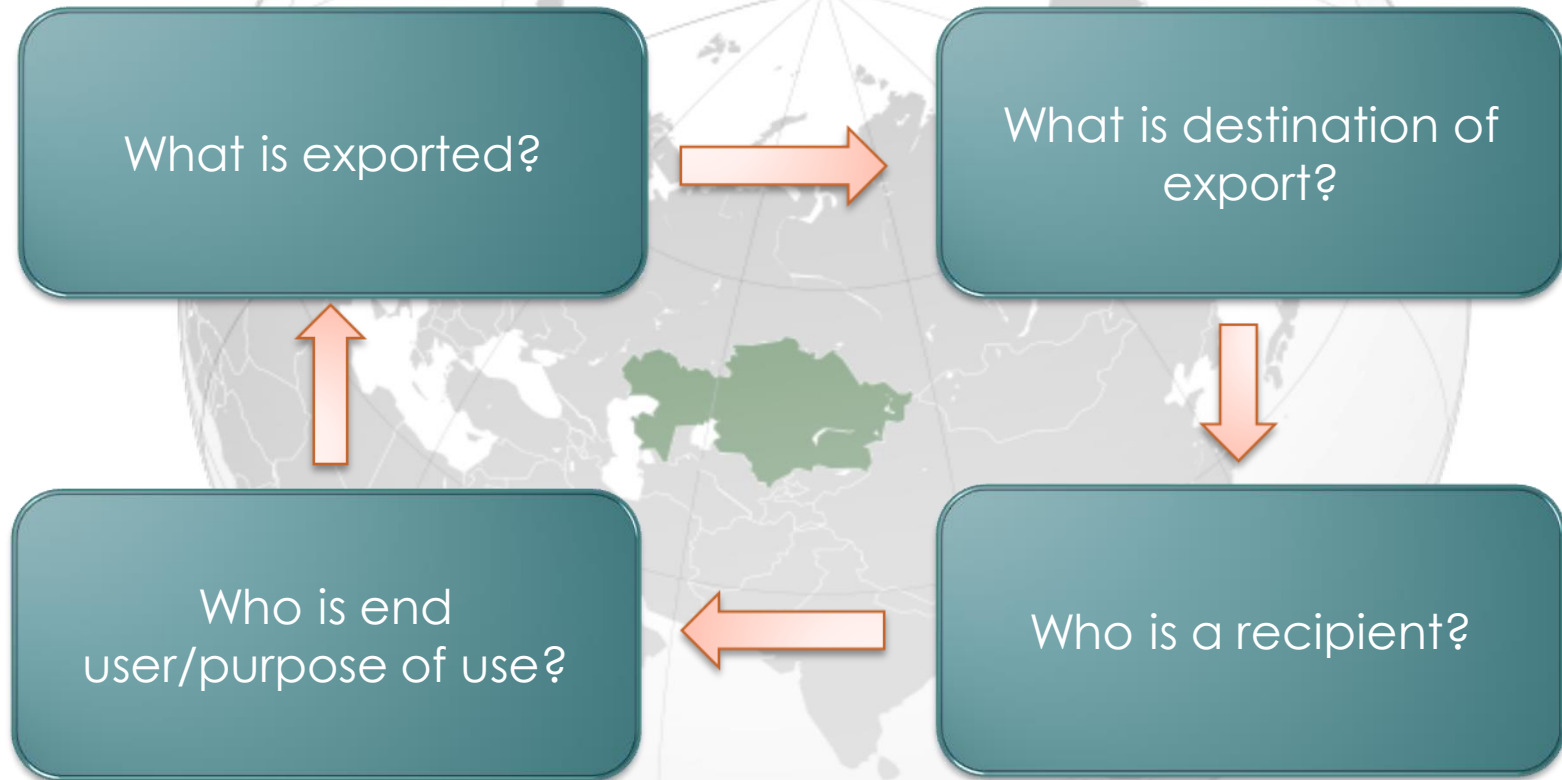 What is exported?
What is destination of
export?
Who is a recipient?
Who is end
user/purpose of use?